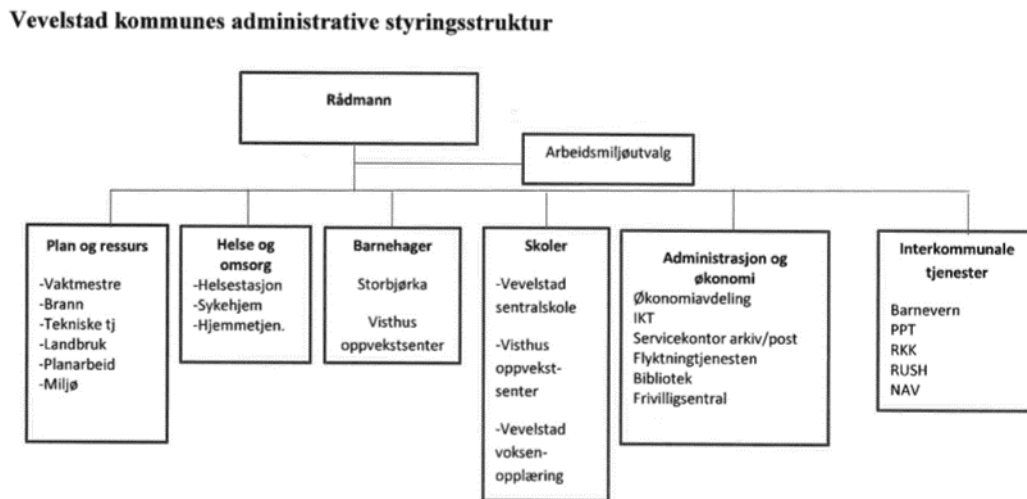 Vevelstad kommunes administrative styringsstruktur
Rådmann
Arbeidsmiljøutvalg
Plan og ressurs
-Vaktmestre
-Brann
-Tekniske tj
-Landbruk
-Planarbeid
-Miljø
Helse og
omsorg
-Helsestasjon
-Sykehjem
-Hjemmetjen.
Barnehager
Storbjørka
Visthus
oppvekstsenter
Skoler
-Vevelstad
sentralskole
-Visthus
oppvekst-
senter
-Vevelstad
voksen-
opplæring
Administrasjon og
økonomi
Økonomiavdeling
IKT
Servicekontor arkiv/post
Flyktningtjenesten
Bibliotek
Frivilligsentral
Interkommunale
tjenester
Barnevern
PPT
RKK
RUSH
NAV